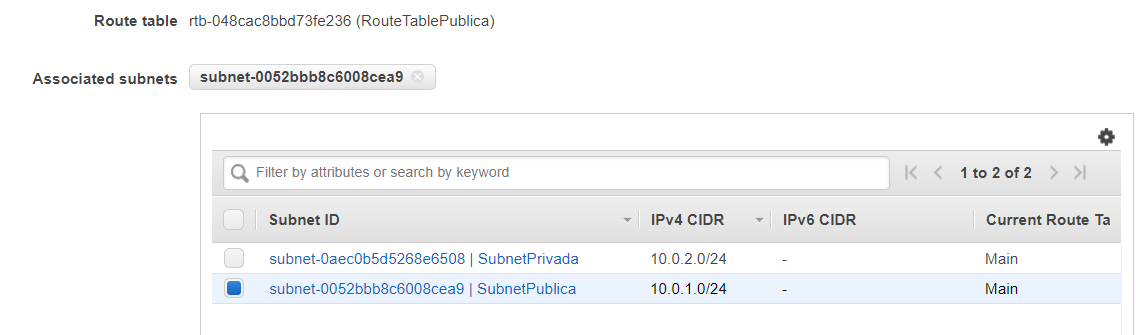 Route table rtb-048cac8bbd73fe236 (RouteTablePublica)
Associated subnets subnet-0052bbb8c6008cea9
Filter by attributes or search by keyword 1 to 2 of 2
Subnet ID IPv4 CIDR IPv6 CIDR Current Route Ta
subnet-0aec0b5d5268e6508 | SubnetPrivada 10.0.2.0/24 - Main
subnet-0052bbb8c6008cea9 | SubnetPublica 10.0.1.0/24 - Main